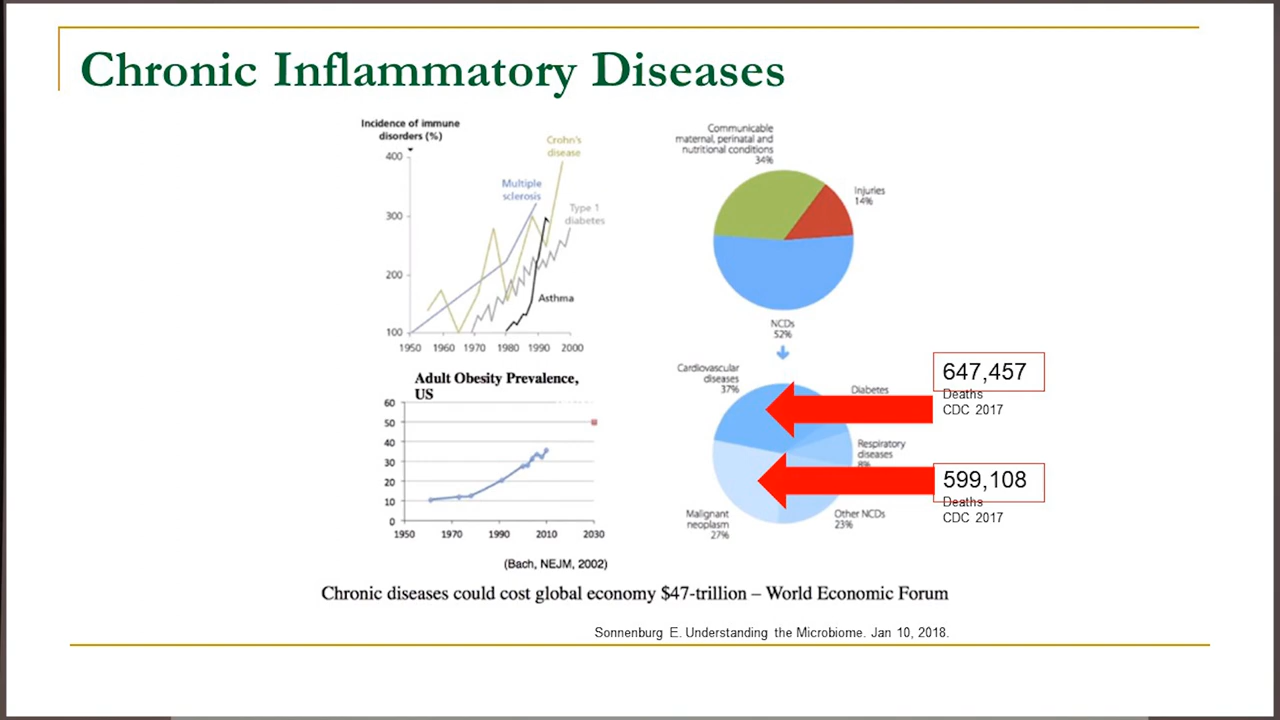 Chronic Inflammatory Diseases
Incidence of immune
disorders (%)
400
300
200
100
1950 1960 1970 1980 1990 2000
Crohn's
disease
Multiple
sclerosis
Type 1
diabetes
Asthma
Adult Obesity Prevalence,
US
60
50
40
30
20
10
0
1950 1970 1990 2010 2030
(Bach, NEJM, 2002)
Communicable
maternal, perinatal and
nutritional conditions
34%
Injuries
14%
NCDs
52%
Cardiovascular
diseases
37%
Diabetes
Respiratory
diseases
8%
Malignant
neoplasm
27%
Other NCDs
23%
647,457
Deaths
CDC 2017
599,108
Deaths
CDC 2017
Chronic diseases could cost global economy $47-trillion – World Economic Forum
Sonnenburg E. Understanding the Microbiome. Jan 10, 2018.